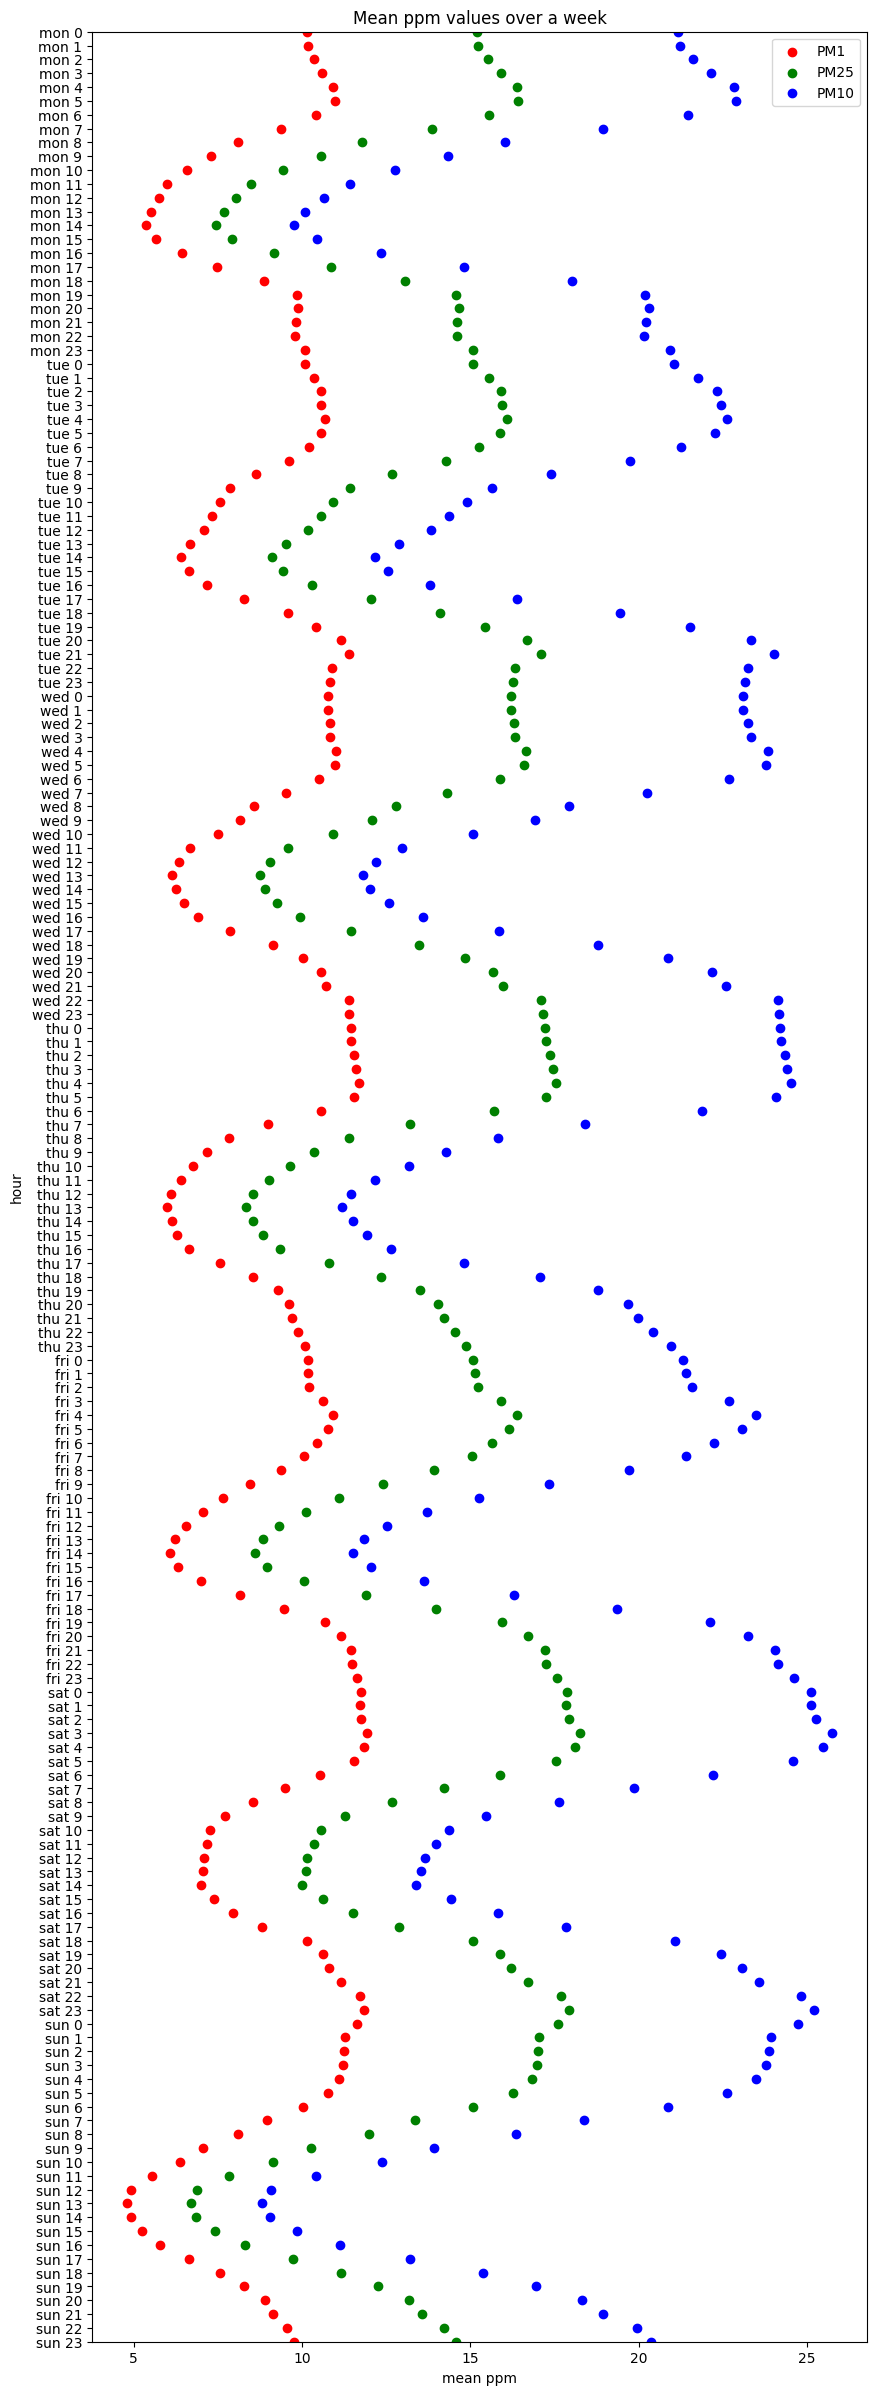 Mean ppm values over a week
PM1
PM25
PM10
mon 0
mon 1
mon 2
mon 3
mon 4
mon 5
mon 6
mon 7
mon 8
mon 9
mon 10
mon 11
mon 12
mon 13
mon 14
mon 15
mon 16
mon 17
mon 18
mon 19
mon 20
mon 21
mon 22
mon 23
tue 0
tue 1
tue 2
tue 3
tue 4
tue 5
tue 6
tue 7
tue 8
tue 9
tue 10
tue 11
tue 12
tue 13
tue 14
tue 15
tue 16
tue 17
tue 18
tue 19
tue 20
tue 21
tue 22
tue 23
wed 0
wed 1
wed 2
wed 3
wed 4
wed 5
wed 6
wed 7
wed 8
wed 9
wed 10
wed 11
wed 12
wed 13
wed 14
wed 15
wed 16
wed 17
wed 18
wed 19
wed 20
wed 21
wed 22
wed 23
thu 0
thu 1
thu 2
thu 3
thu 4
thu 5
thu 6
thu 7
thu 8
thu 9
thu 10
thu 11
thu 12
thu 13
thu 14
thu 15
thu 16
thu 17
thu 18
thu 19
thu 20
thu 21
thu 22
thu 23
fri 0
fri 1
fri 2
fri 3
fri 4
fri 5
fri 6
fri 7
fri 8
fri 9
fri 10
fri 11
fri 12
fri 13
fri 14
fri 15
fri 16
fri 17
fri 18
fri 19
fri 20
fri 21
fri 22
fri 23
sat 0
sat 1
sat 2
sat 3
sat 4
sat 5
sat 6
sat 7
sat 8
sat 9
sat 10
sat 11
sat 12
sat 13
sat 14
sat 15
sat 16
sat 17
sat 18
sat 19
sat 20
sat 21
sat 22
sat 23
sun 0
sun 1
sun 2
sun 3
sun 4
sun 5
sun 6
sun 7
sun 8
sun 9
sun 10
sun 11
sun 12
sun 13
sun 14
sun 15
sun 16
sun 17
sun 18
sun 19
sun 20
sun 21
sun 22
sun 23
hour
5 10 15 20 25
mean ppm